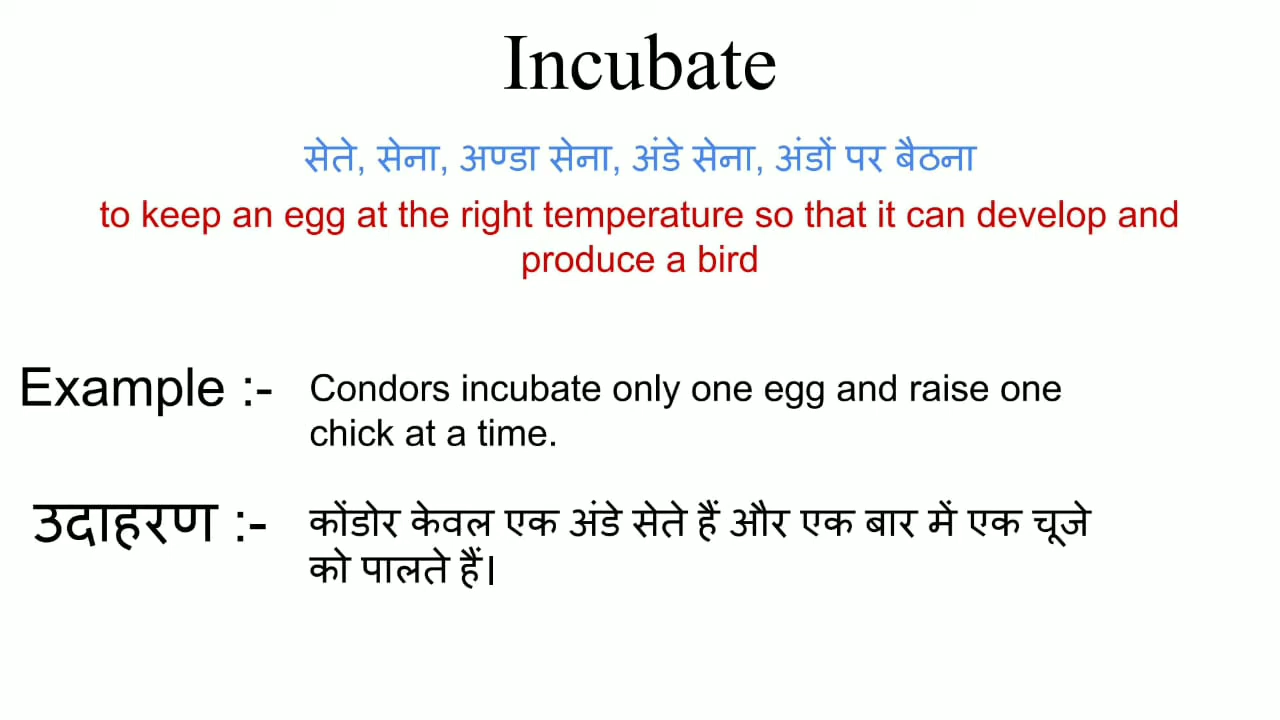 Incubate
सेते, सेना, अण्डा सेना, अंडे सेना, अंडों पर बैठना
to keep an egg at the right temperature so that it can develop and
produce a bird
Example :- Condors incubate only one egg and raise one
chick at a time.
उदाहरण :- कोंडोर केवल एक अंडे सेते हैं और एक बार में एक चूजे
को पालते हैं।